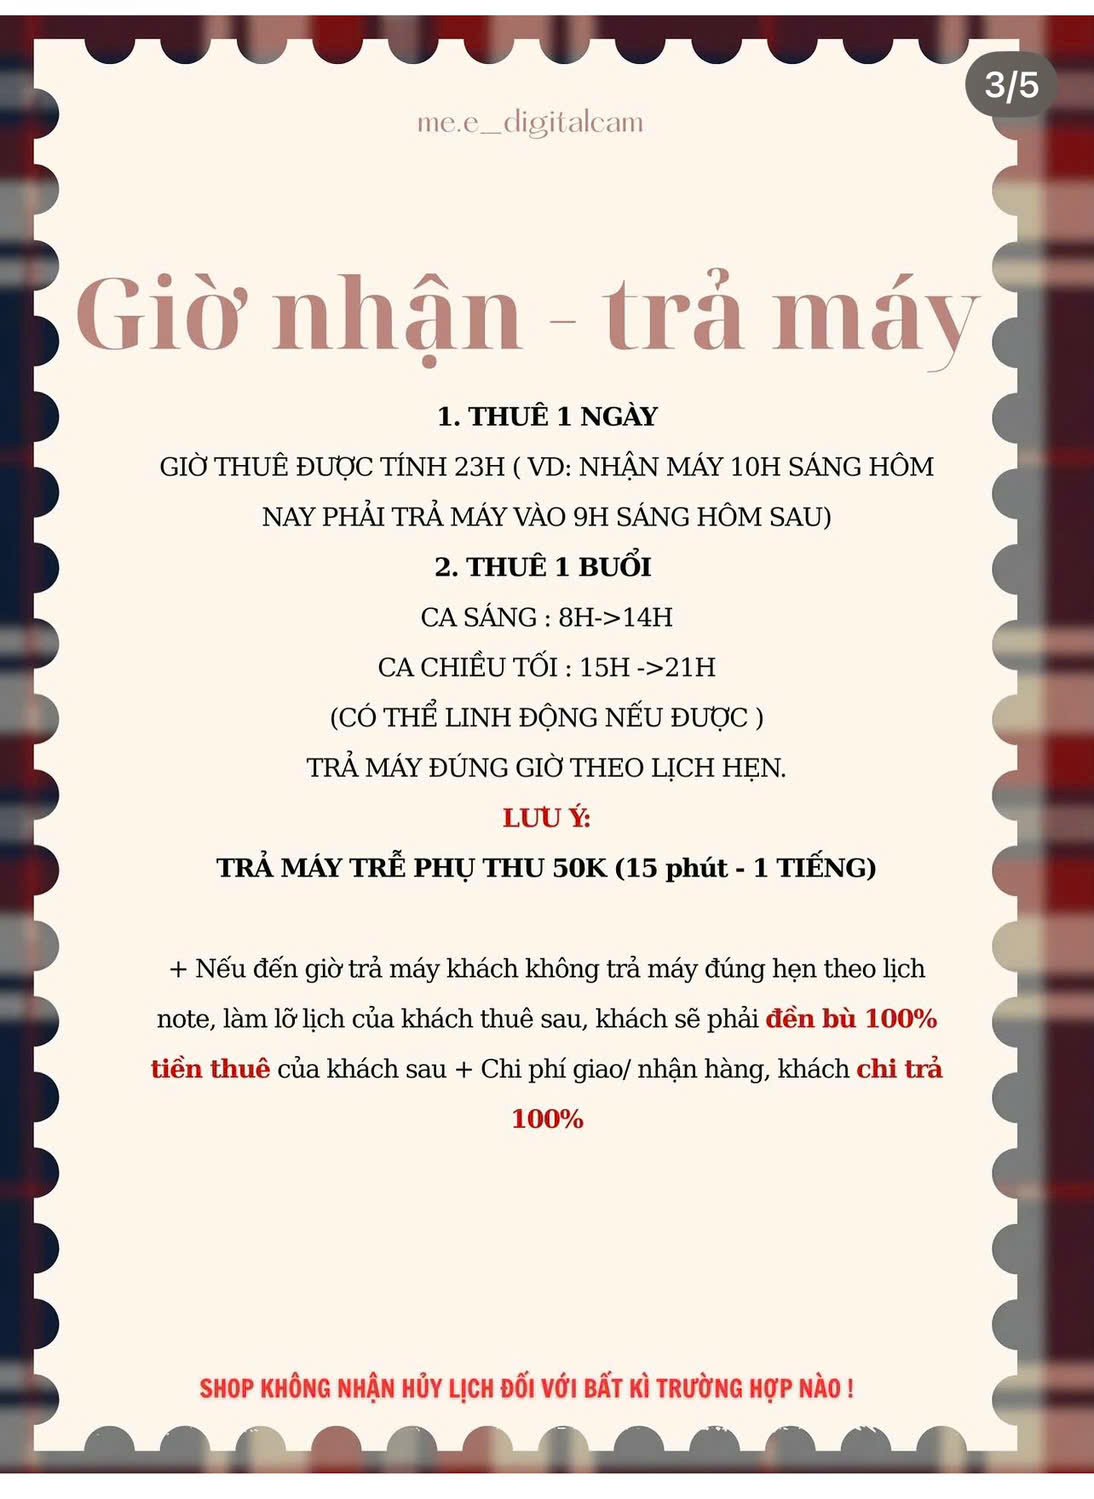 3/5
me.e_digitalcam
Giờ nhận - trả máy
1. THUÊ 1 NGÀY
GIỜ THUÊ ĐƯỢC TÍNH 23H ( VD: NHẬN MÁY 10H SÁNG HÔM
NAY PHẢI TRẢ MÁY VÀO 9H SÁNG HÔM SAU)
2. THUÊ 1 BUỔI
CA SÁNG : 8H->14H
CA CHIỀU TỐI : 15H ->21H
(CÓ THỂ LINH ĐỘNG NẾU ĐƯỢC )
TRẢ MÁY ĐÚNG GIỜ THEO LỊCH HẸN.
LƯU Ý:
TRẢ MÁY TRỄ PHỤ THU 50K (15 phút - 1 TIẾNG)
+ Nếu đến giờ trả máy khách không trả máy đúng hẹn theo lịch
note, làm lỡ lịch của khách thuê sau, khách sẽ phải đền bù 100%
tiền thuê của khách sau + Chi phí giao/ nhận hàng, khách chi trả
100%
SHOP KHÔNG NHẬN HỦY LỊCH ĐỐI VỚI BẤT KÌ TRƯỜNG HỢP NÀO !